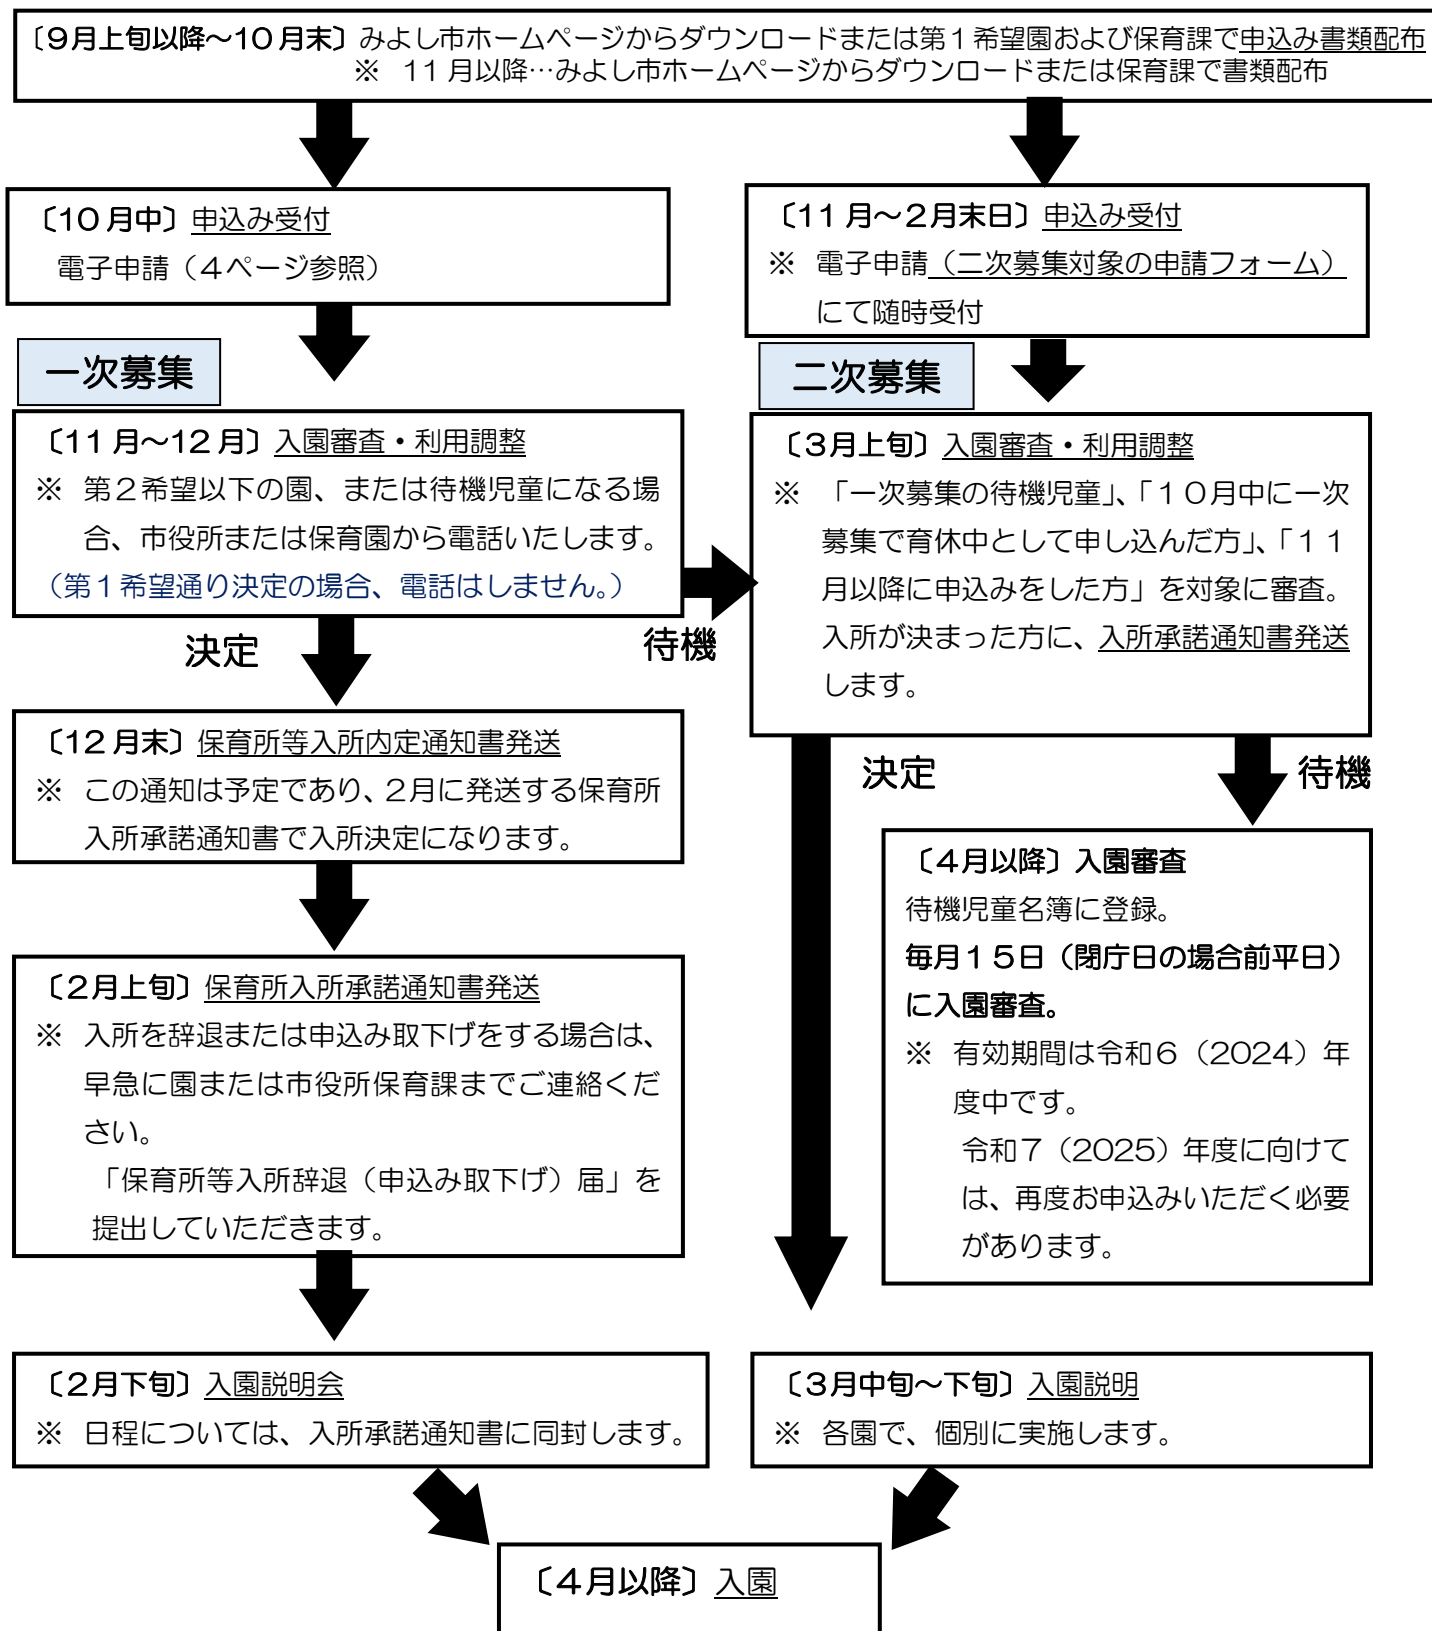 〔９月上旬以降～１０月末〕みよし市ホームページからダウンロードまたは第１希望園および保育課で申込み書類配布
※　11月以降…みよし市ホームページからダウンロードまたは保育課で書類配布
〔１０月中〕申込み受付
電子申請（４ページ参照）
一次募集
〔11月～12月〕入園審査・利用調整
※　第２希望以下の園、または待機児童になる場
合、市役所または保育園から電話いたします。
（第１希望通り決定の場合、電話はしません。）
決定
待機
〔12月末〕保育所等入所内定通知書発送
※　この通知は予定であり、２月に発送する保育所
入所承諾通知書で入所決定になります。
〔２月上旬〕保育所入所承諾通知書発送
※　入所を辞退または申込み取下げをする場合は、
早急に園または市役所保育課までご連絡くだ
さい。
「保育所等入所辞退（申込み取下げ）届」を
提出していただきます。
〔２月下旬〕入園説明会
※　日程については、入所承諾通知書に同封します。
〔11月～２月末日〕申込み受付
※　電子申請（二次募集対象の申請フォーム）
にて随時受付
二次募集
〔３月上旬〕入園審査・利用調整
※　「一次募集の待機児童」、「１０月中に一次
募集で育休中として申し込んだ方」、「１１
月以降に申込みをした方」を対象に審査。
入所が決まった方に、入所承諾通知書発送
します。
決定
待機
〔４月以降〕入園審査
待機児童名簿に登録。
毎月１５日（閉庁日の場合前平日）
に入園審査。
※　有効期間は令和６（2024）年
度中です。
令和７（2025）年度に向けて
は、再度お申込みいただく必要
があります。
〔３月中旬～下旬〕入園説明
※　各園で、個別に実施します。
〔４月以降〕入園